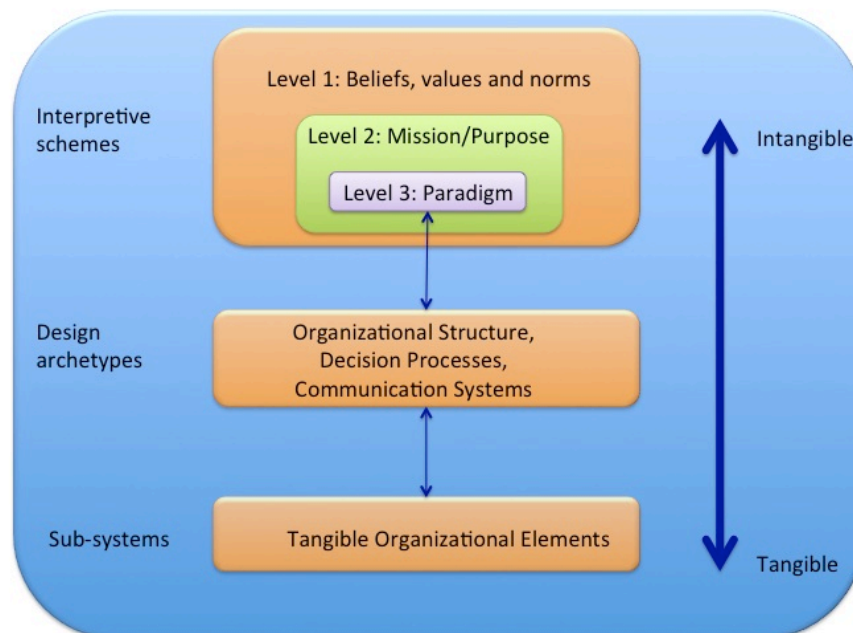 Level 1: Beliefs, values and norms
Interpretive
schemes
Level 2: Mission/Purpose
Intangible
Level 3: Paradigm
Design
archetypes
Organizational Structure,
Decision Processes,
Communication Systems
Sub-systems
Tangible Organizational Elements
Tangible